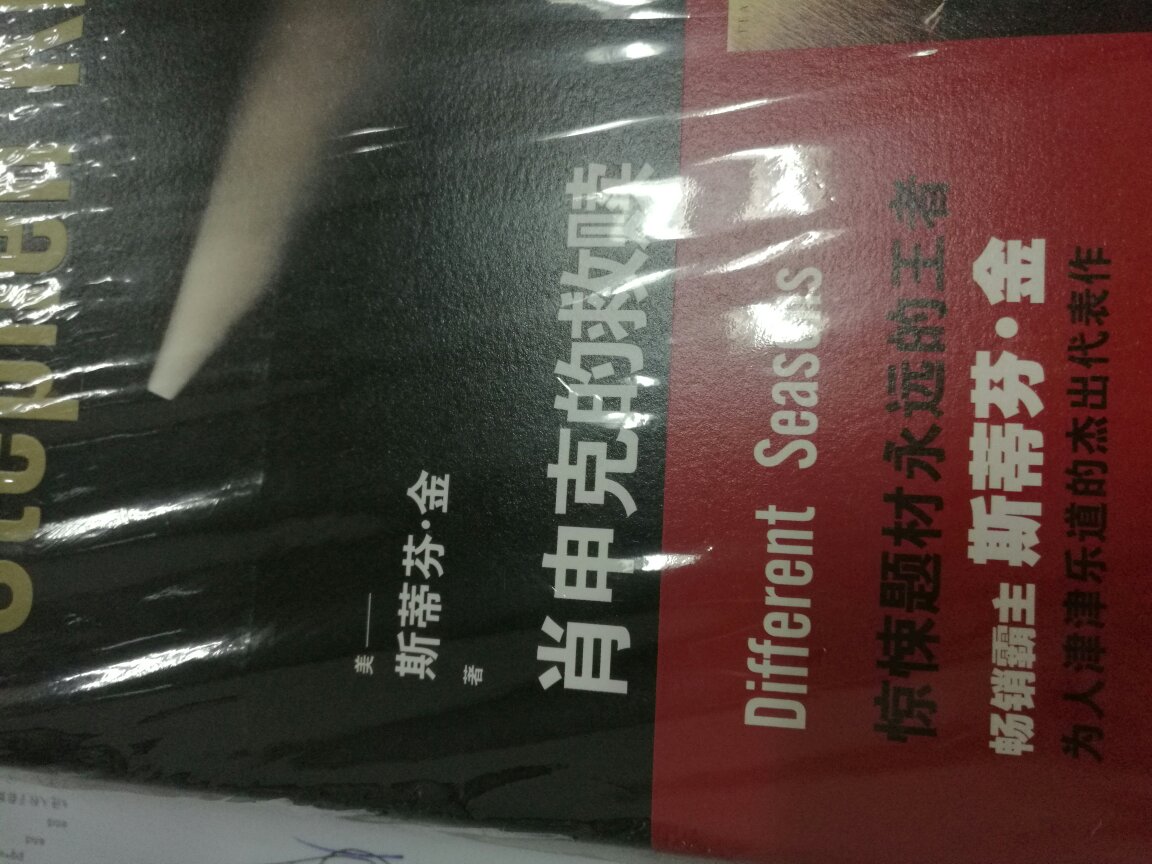 Stephen K
美
斯蒂芬·金
著
肖申克的救赎
Different Seasons
惊悚题材永远的王者
畅销霸主 斯蒂芬·金
为人津津乐道的杰出代表作